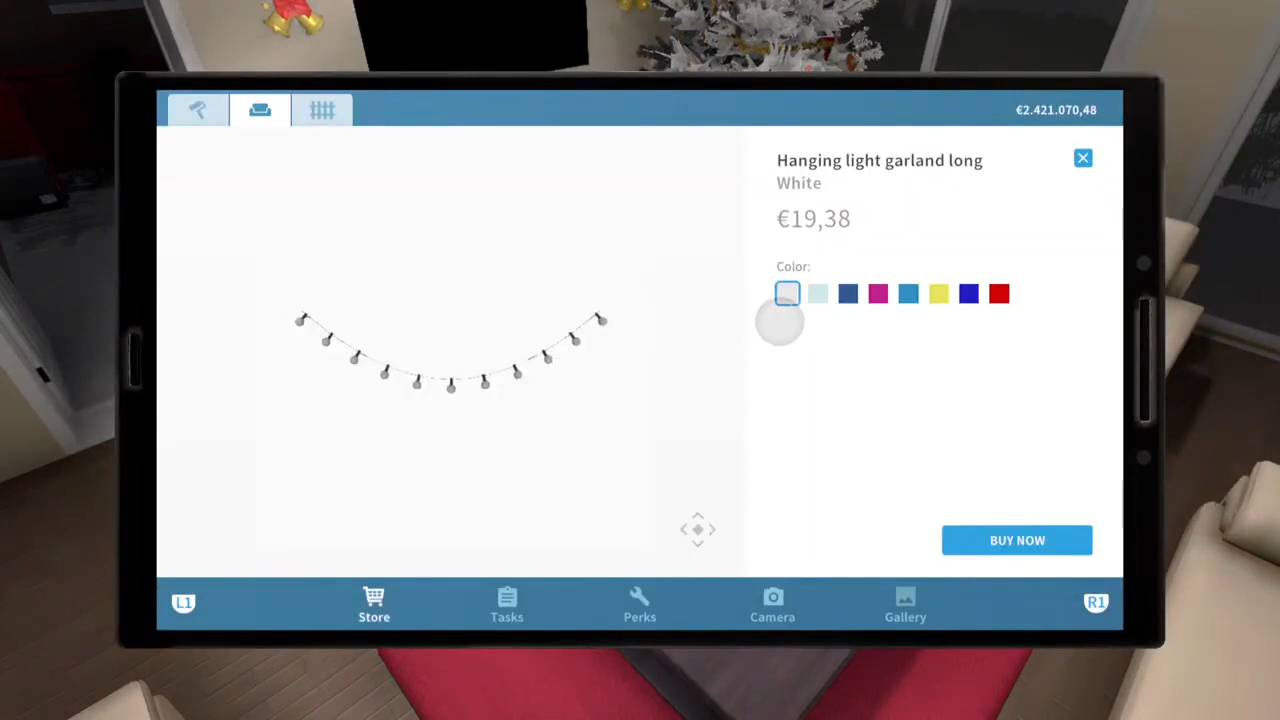 €2.421.070,48
Hanging light garland long
White
€19,38
Color:
BUY NOW
L1
Store
Tasks
Perks
Camera
Gallery
R1